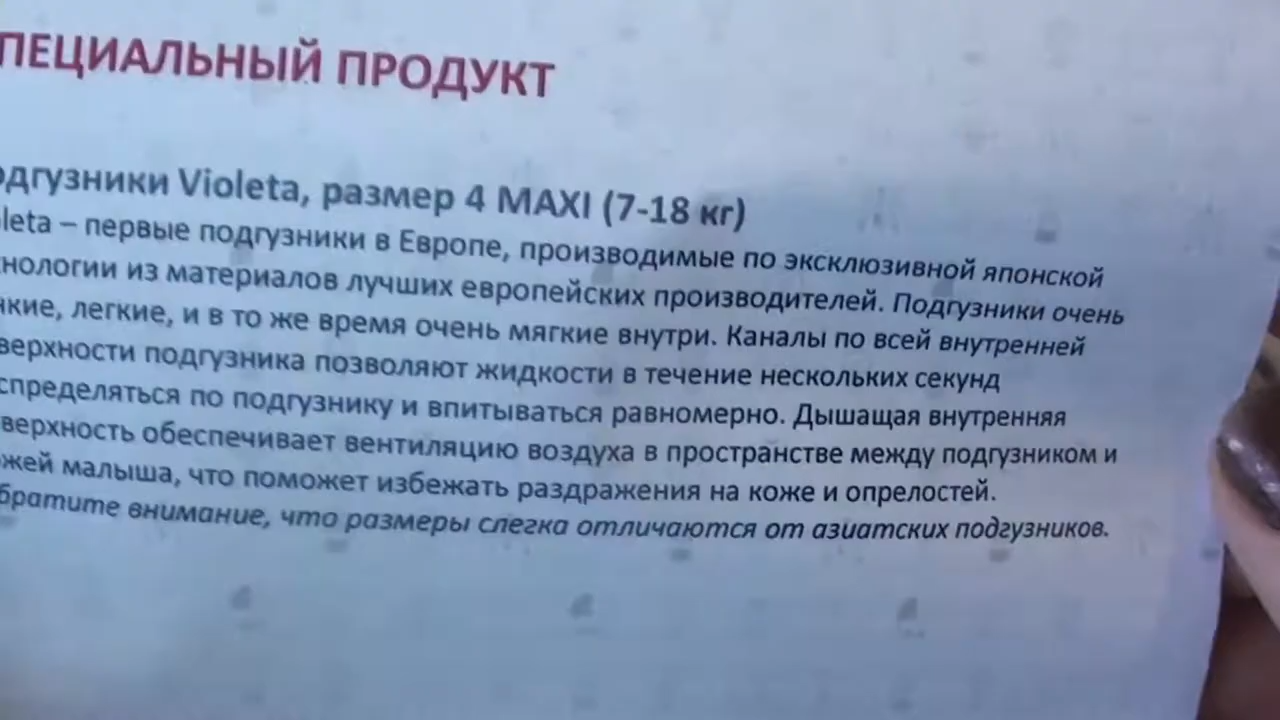 ПЕЦИАЛЬНЫЙ ПРОДУКТ
одгузники Violeta, размер 4 MAXI (7-18 кг)
leta – первые подгузники в Европе, производимые по эксклюзивной японской
нологии из материалов лучших европейских производителей. Подгузники очень
кие, легкие, и в то же время очень мягкие внутри. Каналы по всей внутренней
верхности подгузника позволяют жидкости в течение нескольких секунд
спределяться по подгузнику и впитываться равномерно. Дышащая внутренняя
верхность обеспечивает вентиляцию воздуха в пространстве между подгузником и
жей малыша, что поможет избежать раздражения на коже и опрелостей.
братите внимание, что размеры слегка отличаются от азиатских подгузников.